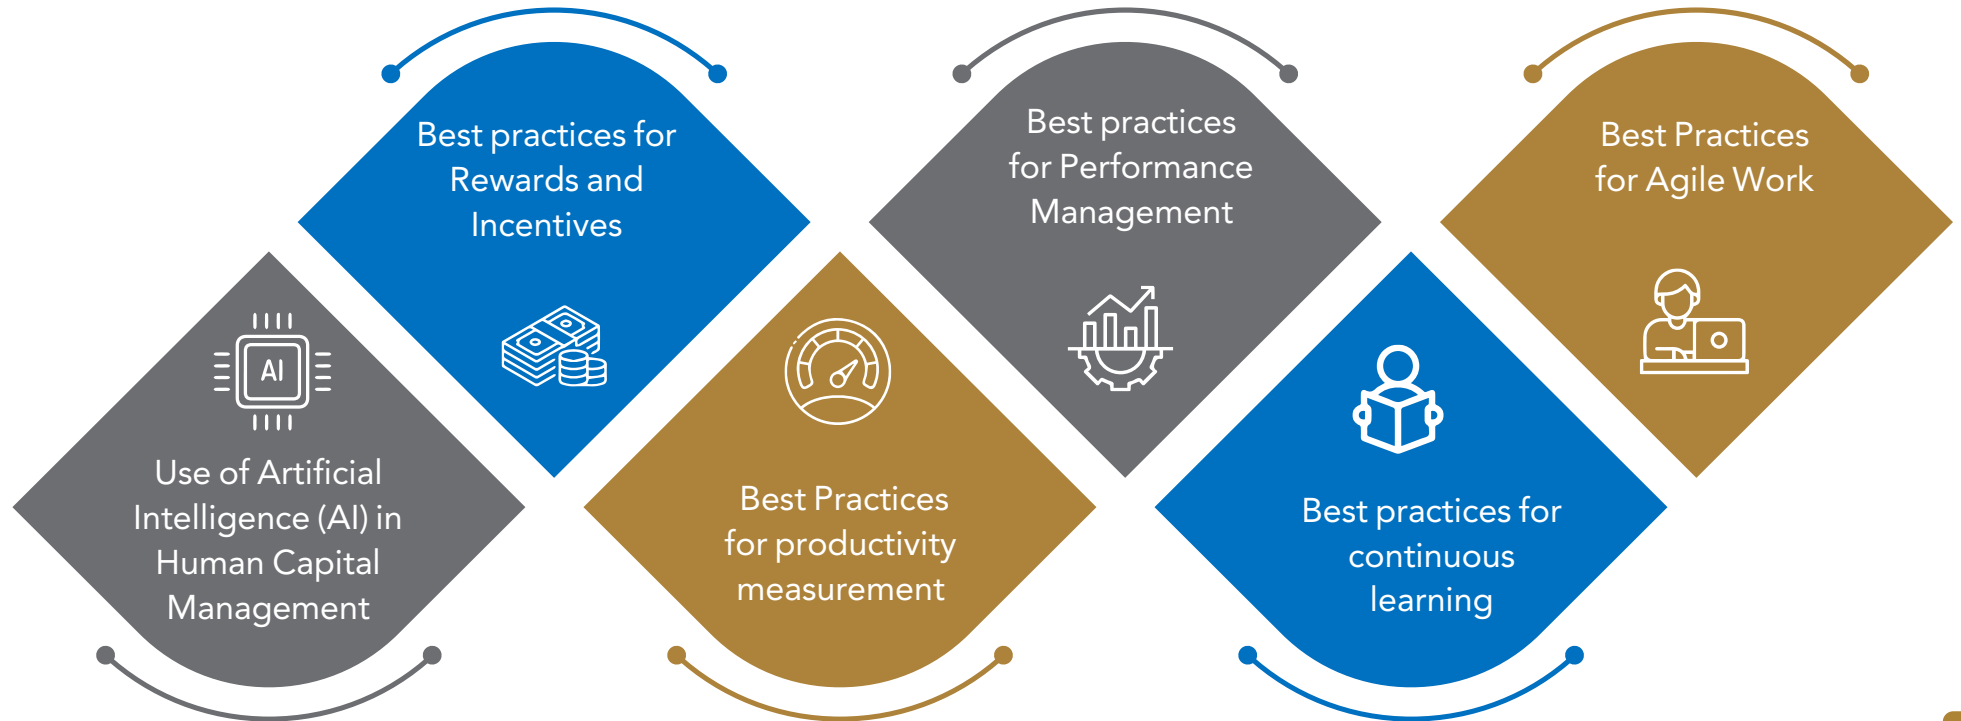 Best practices for
Rewards and
Incentives
Best practices
for Performance
Management
Best Practices
for Agile Work
AI
Use of Artificial
Intelligence (AI) in
Human Capital
Management
Best Practices
for productivity
measurement
Best practices for
continuous
learning